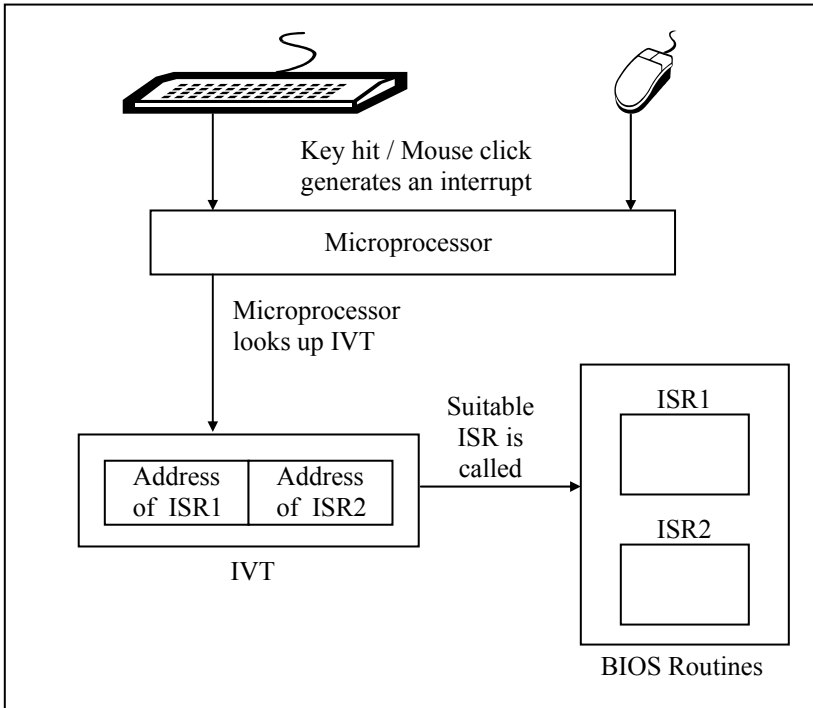 Key hit / Mouse click
generates an interrupt
Microprocessor
Microprocessor
looks up IVT
Suitable
ISR is
called
ISR1
Address
of ISR1
Address
of ISR2
ISR2
IVT
BIOS Routines